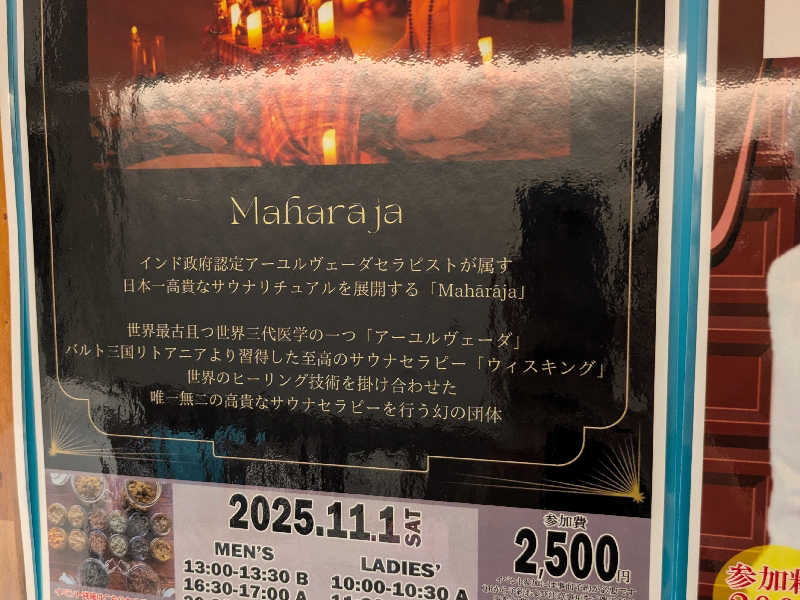 Maharaja
インド政府認定アーユルヴェーダセラピストが属す
日本一高貴なサウナリチュアルを展開する「Mahārāja」
世界最古且つ世界三代医学の一つ「アーユルヴェーダ」
バルト三国リトアニアより習得した至高のサウナセラピー「ウィスキング」
世界のヒーリング技術を掛け合わせた
唯一無二の高貴なサウナセラピーを行う幻の団体
2025.11.1 SAT
MEN'S
13:00-13:30 B
16:30-17:00 A
LADIES'
10:00-10:30 A
参加費
2,500円
参加料